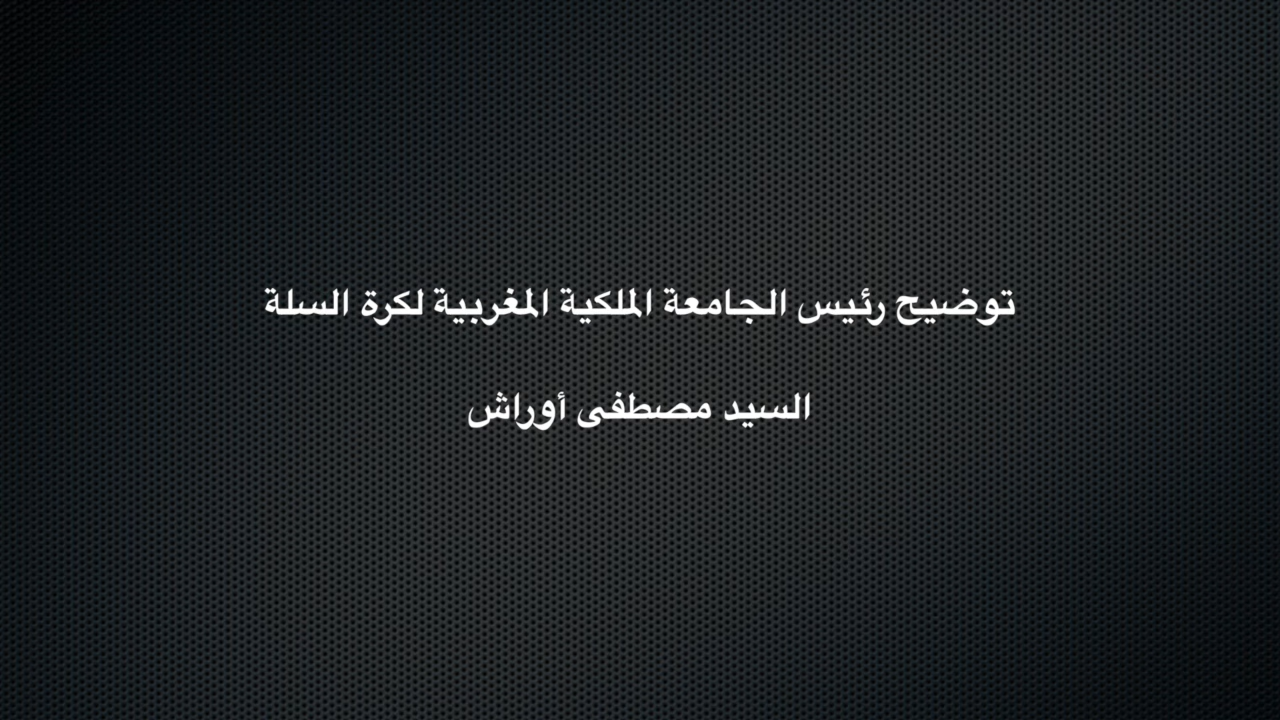 توضيح رئيس الجامعة الملكية المغربية لكرة السلة
السيد مصطفى أوراش